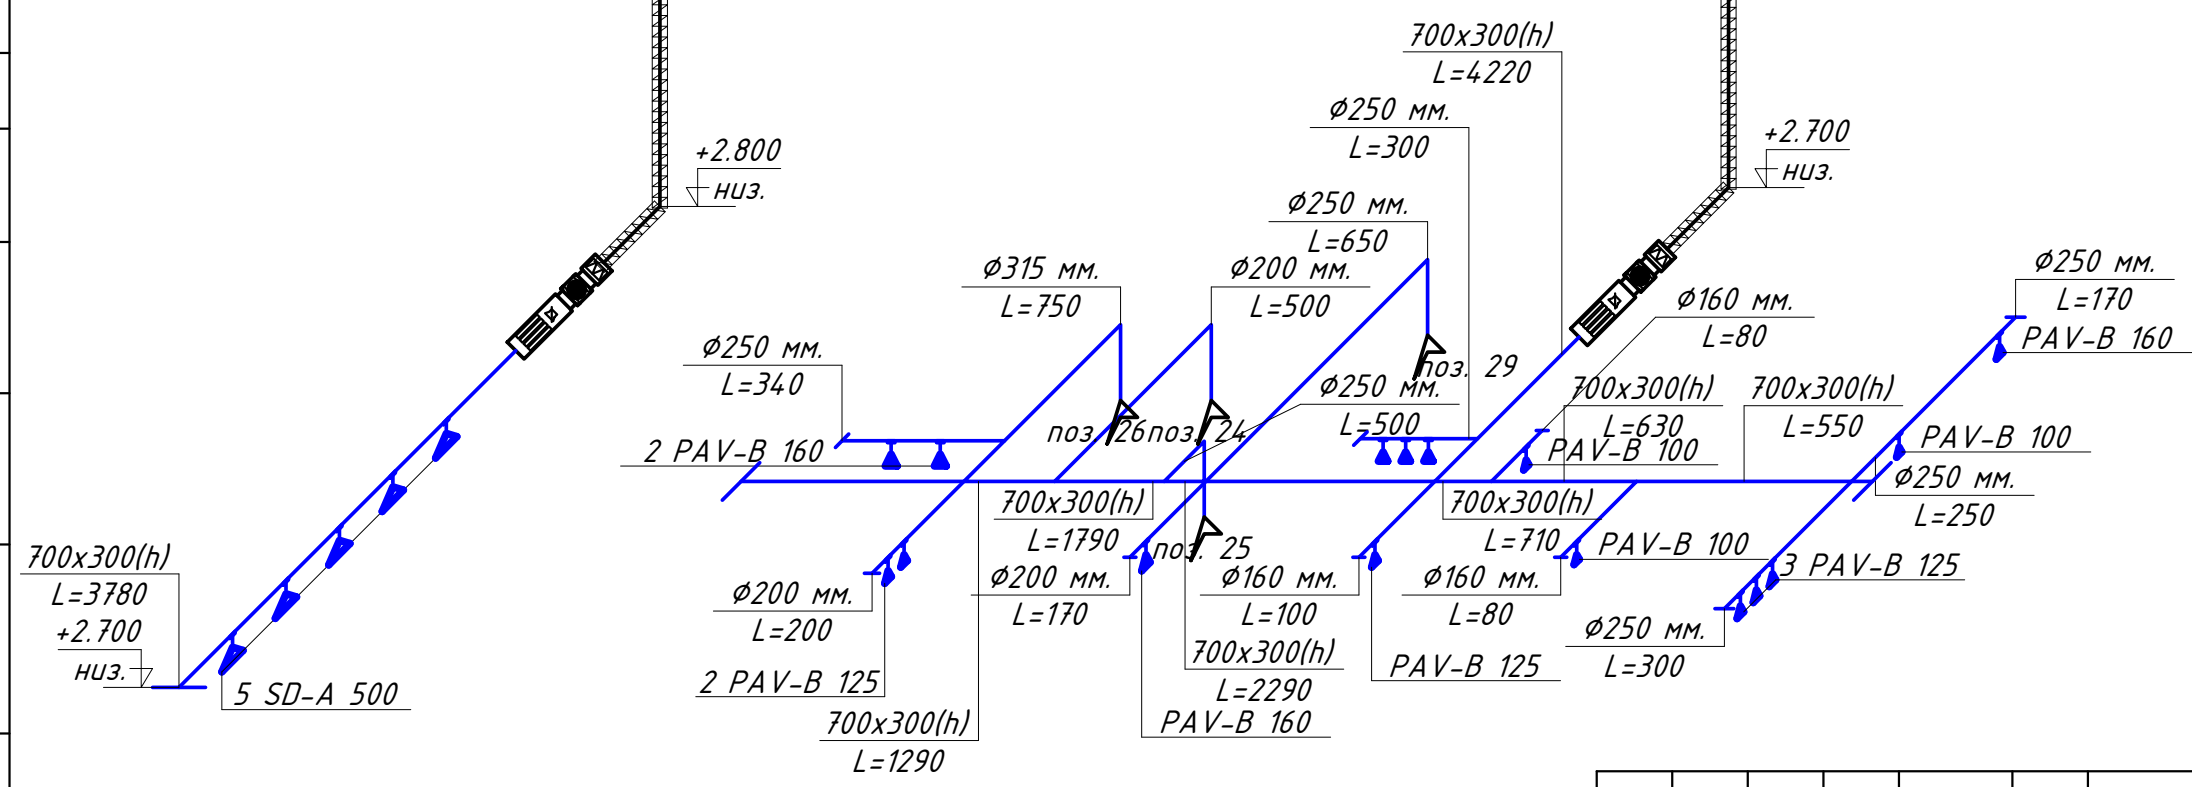 700x300(h)
L=4220
Ø250 мм.
L=300
+2.800
низ.
+2.700
низ.
Ø250 мм.
L=650
Ø315 мм.
L=750
Ø200 мм.
L=500
Ø250 мм.
L=170
PAV-B 160
Ø160 мм.
L=80
Ø250 мм.
L=340
поз. 29
Ø250 мм.
L=500
700x300(h)
L=630
700x300(h)
L=550
поз. 26
поз. 24
2 PAV-B 160
PAV-B 100
PAV-B 100
Ø250 мм.
L=250
700x300(h)
L=1790
700x300(h)
L=710
поз. 25
PAV-B 100
700x300(h)
L=3780
+2.700
низ.
5 SD-A 500
Ø200 мм.
L=200
Ø200 мм.
L=170
Ø160 мм.
L=100
Ø160 мм.
L=80
3 PAV-B 125
Ø250 мм.
L=300
2 PAV-B 125
700x300(h)
L=2290
PAV-B 125
700x300(h)
L=1290
PAV-B 160